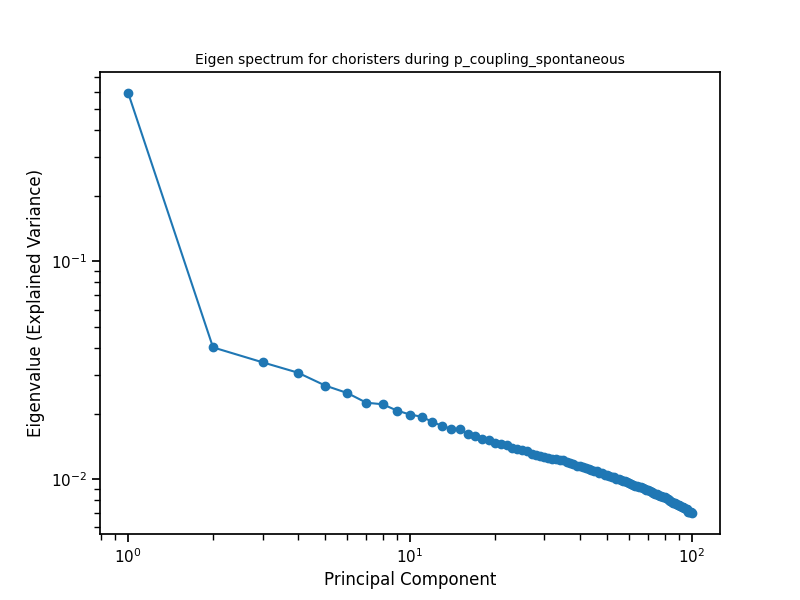 Eigen spectrum for choristers during p_coupling_spontaneous
Eigenvalue (Explained Variance)
10⁻¹
10⁻²
10⁰
10¹
10²
Principal Component